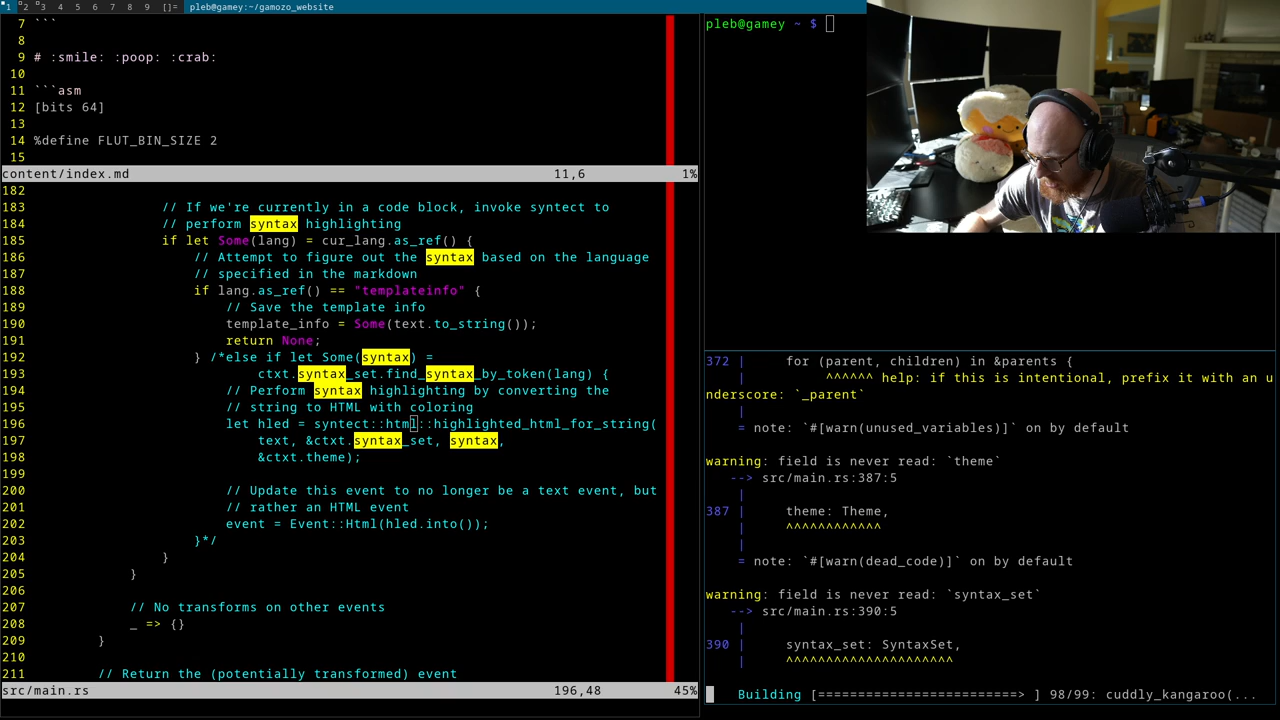 1 2 3 4 5 6 7 8 9 []= pleb@gamey:~/gamozo_website
7 ```
8
9 # :smile: :poop: :crab:
10
11 ```asm
12 [bits 64]
13
14 %define FLUT_BIN_SIZE 2
15
content/index.md 11,6 1%
182
183 // If we're currently in a code block, invoke syntect to
184 // perform syntax highlighting
185 if let Some(lang) = cur_lang.as_ref() {
186 // Attempt to figure out the syntax based on the language
187 // specified in the markdown
188 if lang.as_ref() == "templateinfo" {
189 // Save the template info
190 template_info = Some(text.to_string());
191 return None;
192 } /*else if let Some(syntax) =
193 ctxt.syntax_set.find_syntax_by_token(lang) {
194 // Perform syntax highlighting by converting the
195 // string to HTML with coloring
196 let hled = syntect::html::highlighted_html_for_string(
197 text, &ctxt.syntax_set, syntax,
198 &ctxt.theme);
199
200 // Update this event to no longer be a text event, but
201 // rather an HTML event
202 event = Event::Html(hled.into());
203 }*/
204 }
205 }
206
207 // No transforms on other events
208 _ => {}
209 }
210
211 // Return the (potentially transformed) event
src/main.rs 196,48 45%
pleb@gamey ~ $
372 | for (parent, children) in &parents {
| ^^^^^^ help: if this is intentional, prefix it with an u
nderscore: `_parent`
|
= note: `#[warn(unused_variables)]` on by default
warning: field is never read: `theme`
--> src/main.rs:387:5
|
387 | theme: Theme,
| ^^^^^^^^^^^^
|
= note: `#[warn(dead_code)]` on by default
warning: field is never read: `syntax_set`
--> src/main.rs:390:5
|
390 | syntax_set: SyntaxSet,
| ^^^^^^^^^^^^^^^^^^^^^
Building [=========================> ] 98/99: cuddly_kangaroo(...